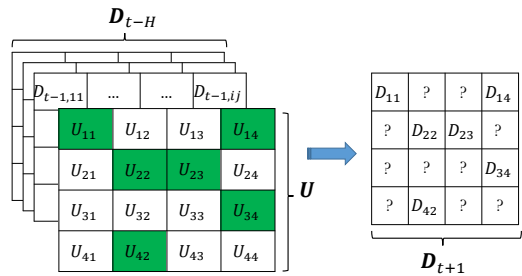 D_{t−H}
D_{t−1,11} ... ... D_{t−1,ij}
U_{11} U_{12} U_{13} U_{14}
U_{21} U_{22} U_{23} U_{24}
U_{31} U_{32} U_{33} U_{34}
U_{41} U_{42} U_{43} U_{44}
U
D_{11} ? ? D_{14}
? D_{22} D_{23} ?
? ? ? D_{34}
? D_{42} ? ?
D_{t+1}